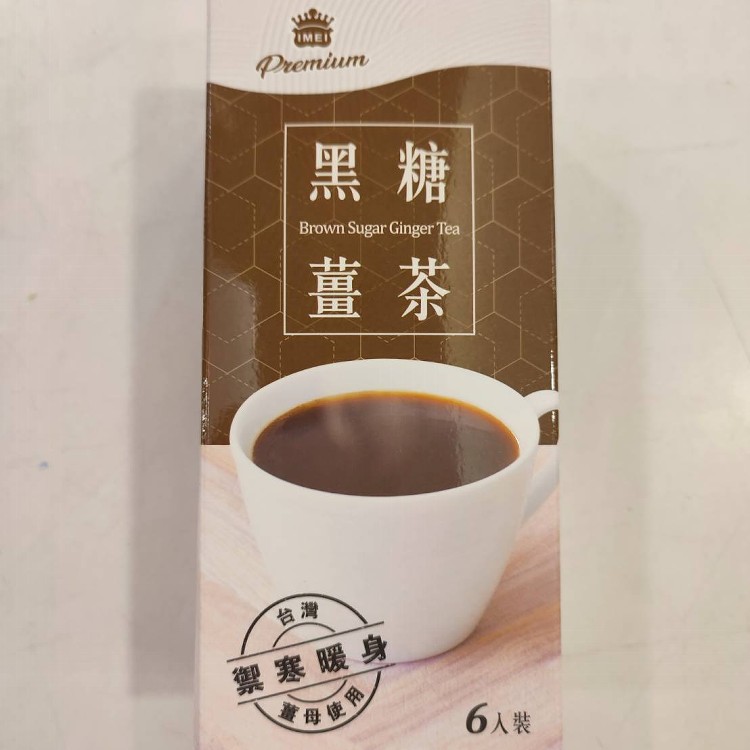 IMEI
Premium
黑糖
Brown Sugar Ginger Tea
薑茶
台灣
禦寒暖身
薑母使用
6入裝